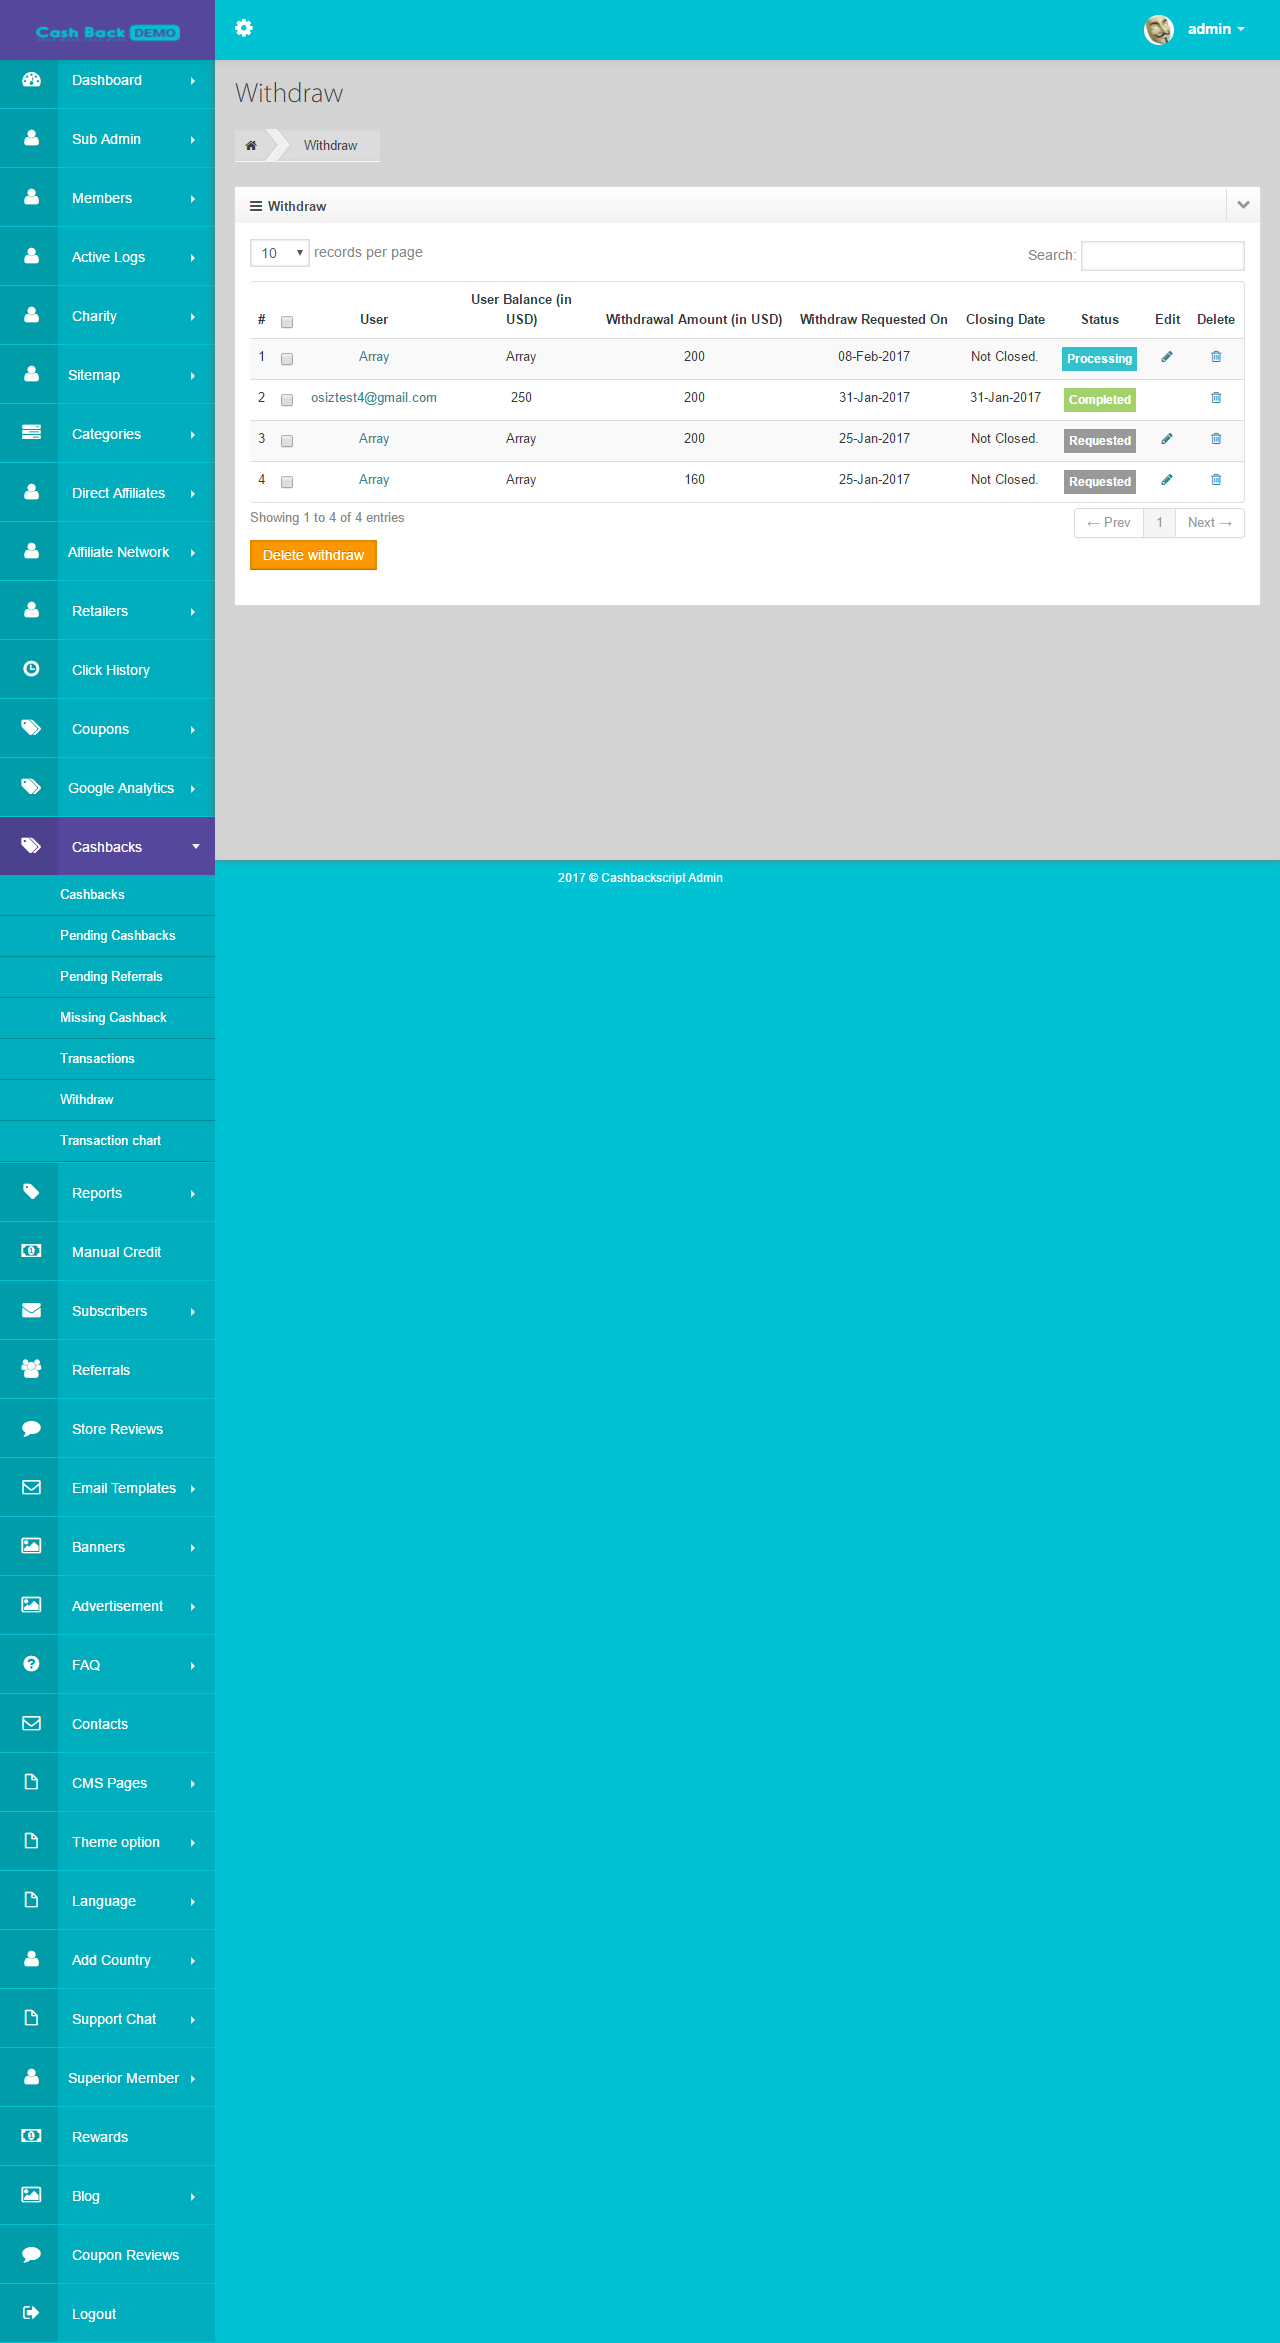 Cash Back DEMO
admin
Dashboard
Sub Admin
Members
Active Logs
Charity
Sitemap
Categories
Direct Affiliates
Affiliate Network
Retailers
Click History
Coupons
Google Analytics
Cashbacks
Cashbacks
Pending Cashbacks
Pending Referrals
Missing Cashback
Transactions
Withdraw
Transaction chart
Reports
Manual Credit
Subscribers
Referrals
Store Reviews
Email Templates
Banners
Advertisement
FAQ
Contacts
CMS Pages
Theme option
Language
Add Country
Support Chat
Superior Member
Rewards
Blog
Coupon Reviews
Logout
Withdraw
Withdraw
Withdraw
10 records per page
Search:
# User User Balance (in USD) Withdrawal Amount (in USD) Withdraw Requested On Closing Date Status Edit Delete
1 Array Array 200 08-Feb-2017 Not Closed. Processing
2 osiztest4@gmail.com 250 200 31-Jan-2017 31-Jan-2017 Completed
3 Array Array 200 25-Jan-2017 Not Closed. Requested
4 Array Array 160 25-Jan-2017 Not Closed. Requested
Showing 1 to 4 of 4 entries
← Prev 1 Next →
Delete withdraw
2017 © Cashbackscript Admin